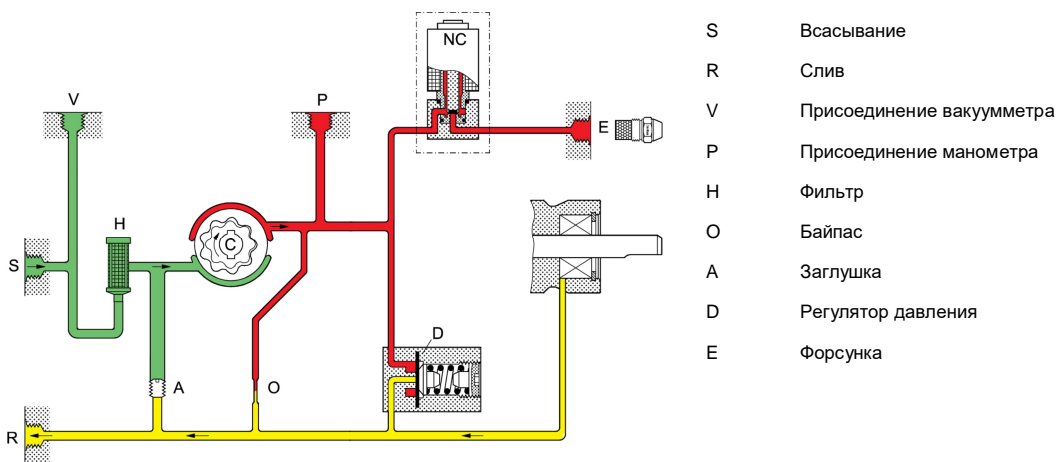 NC
V
P
E
H
C
S
D
A
O
R
S Всасывание
R Слив
V Присоединение вакуумметра
P Присоединение манометра
H Фильтр
O Байпас
A Заглушка
D Регулятор давления
E Форсунка